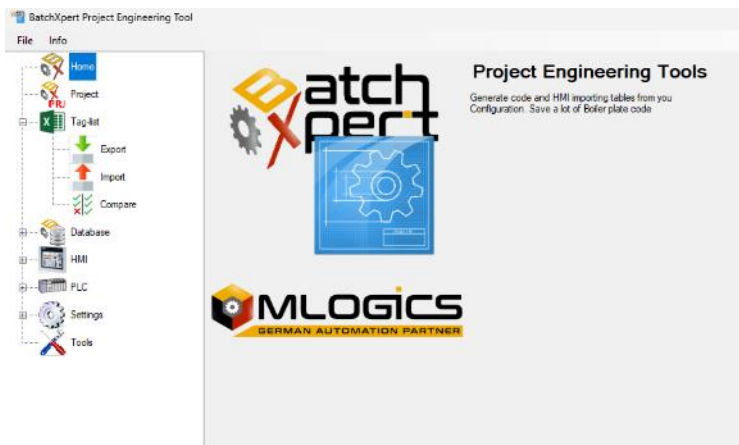 BatchXpert Project Engineering Tool
File Info
Home
Project
PRJ
Tag-list
Export
Import
Compare
Database
HMI
PLC
Settings
Tools
Batch
Xpert
Project Engineering Tools
Generate code and HMI importing tables from you
Configuration. Save a lot of Boiler plate code
MLOGICS
GERMAN AUTOMATION PARTNER